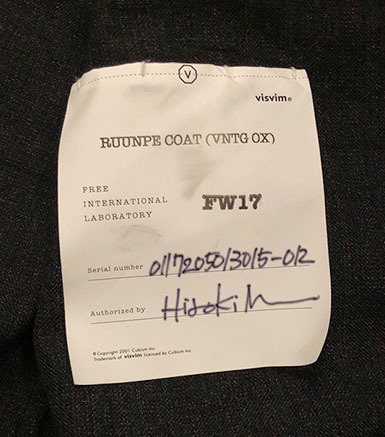 V
visvim®
RUUNPE COAT (VNTG OX)
FREE
INTERNATIONAL
LABORATORY
FW17
Serial number 0117205013015-012
Authorized by Hiroki
©Copyright 2001 Cubism Inc.
Trademark of visvim licensed by Cubism Inc.